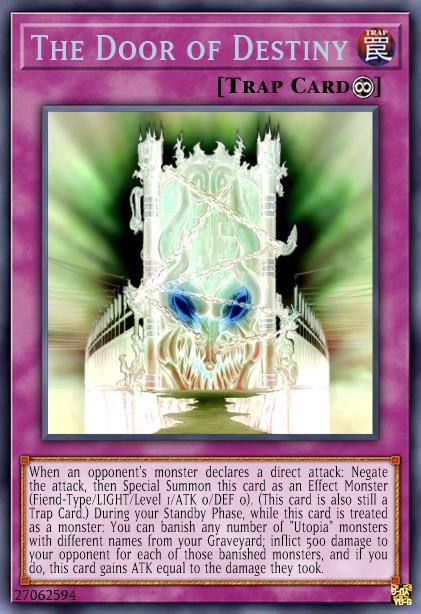 THE DOOR OF DESTINY
TRAP
罠
[TRAP CARD]
When an opponent's monster declares a direct attack: Negate
the attack, then Special Summon this card as an Effect Monster
(Fiend-Type/LIGHT/Level 1/ATK 0/DEF 0). (This card is also still a
Trap Card.) During your Standby Phase, while this card is treated
as a monster: You can banish any number of "Utopia" monsters
with different names from your Graveyard; inflict 500 damage to
your opponent for each of those banished monsters, and if you
do, this card gains ATK equal to the damage they took.
27062594